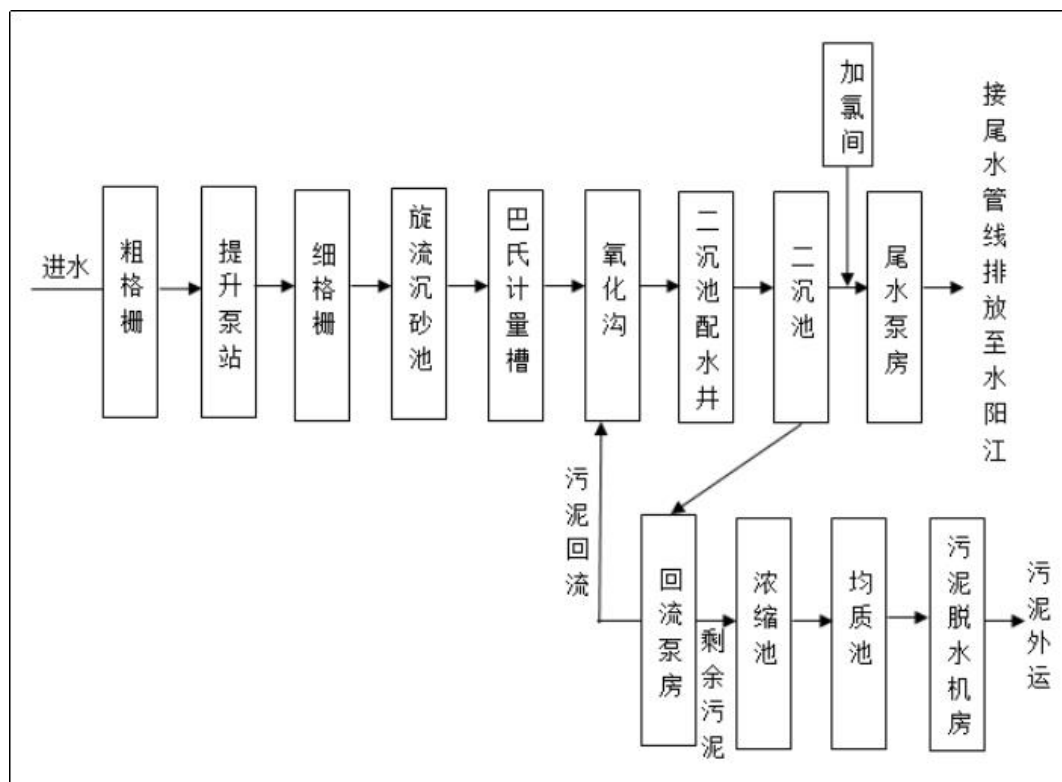 进水
粗格栅
提升泵站
细格栅
旋流沉砂池
巴氏计量槽
氧化沟
二沉池配水井
二沉池
加氯间
尾水泵房
接尾水管线排放至水阳江
污泥回流
回流泵房
剩余污泥
浓缩池
均质池
污泥脱水机房
污泥外运